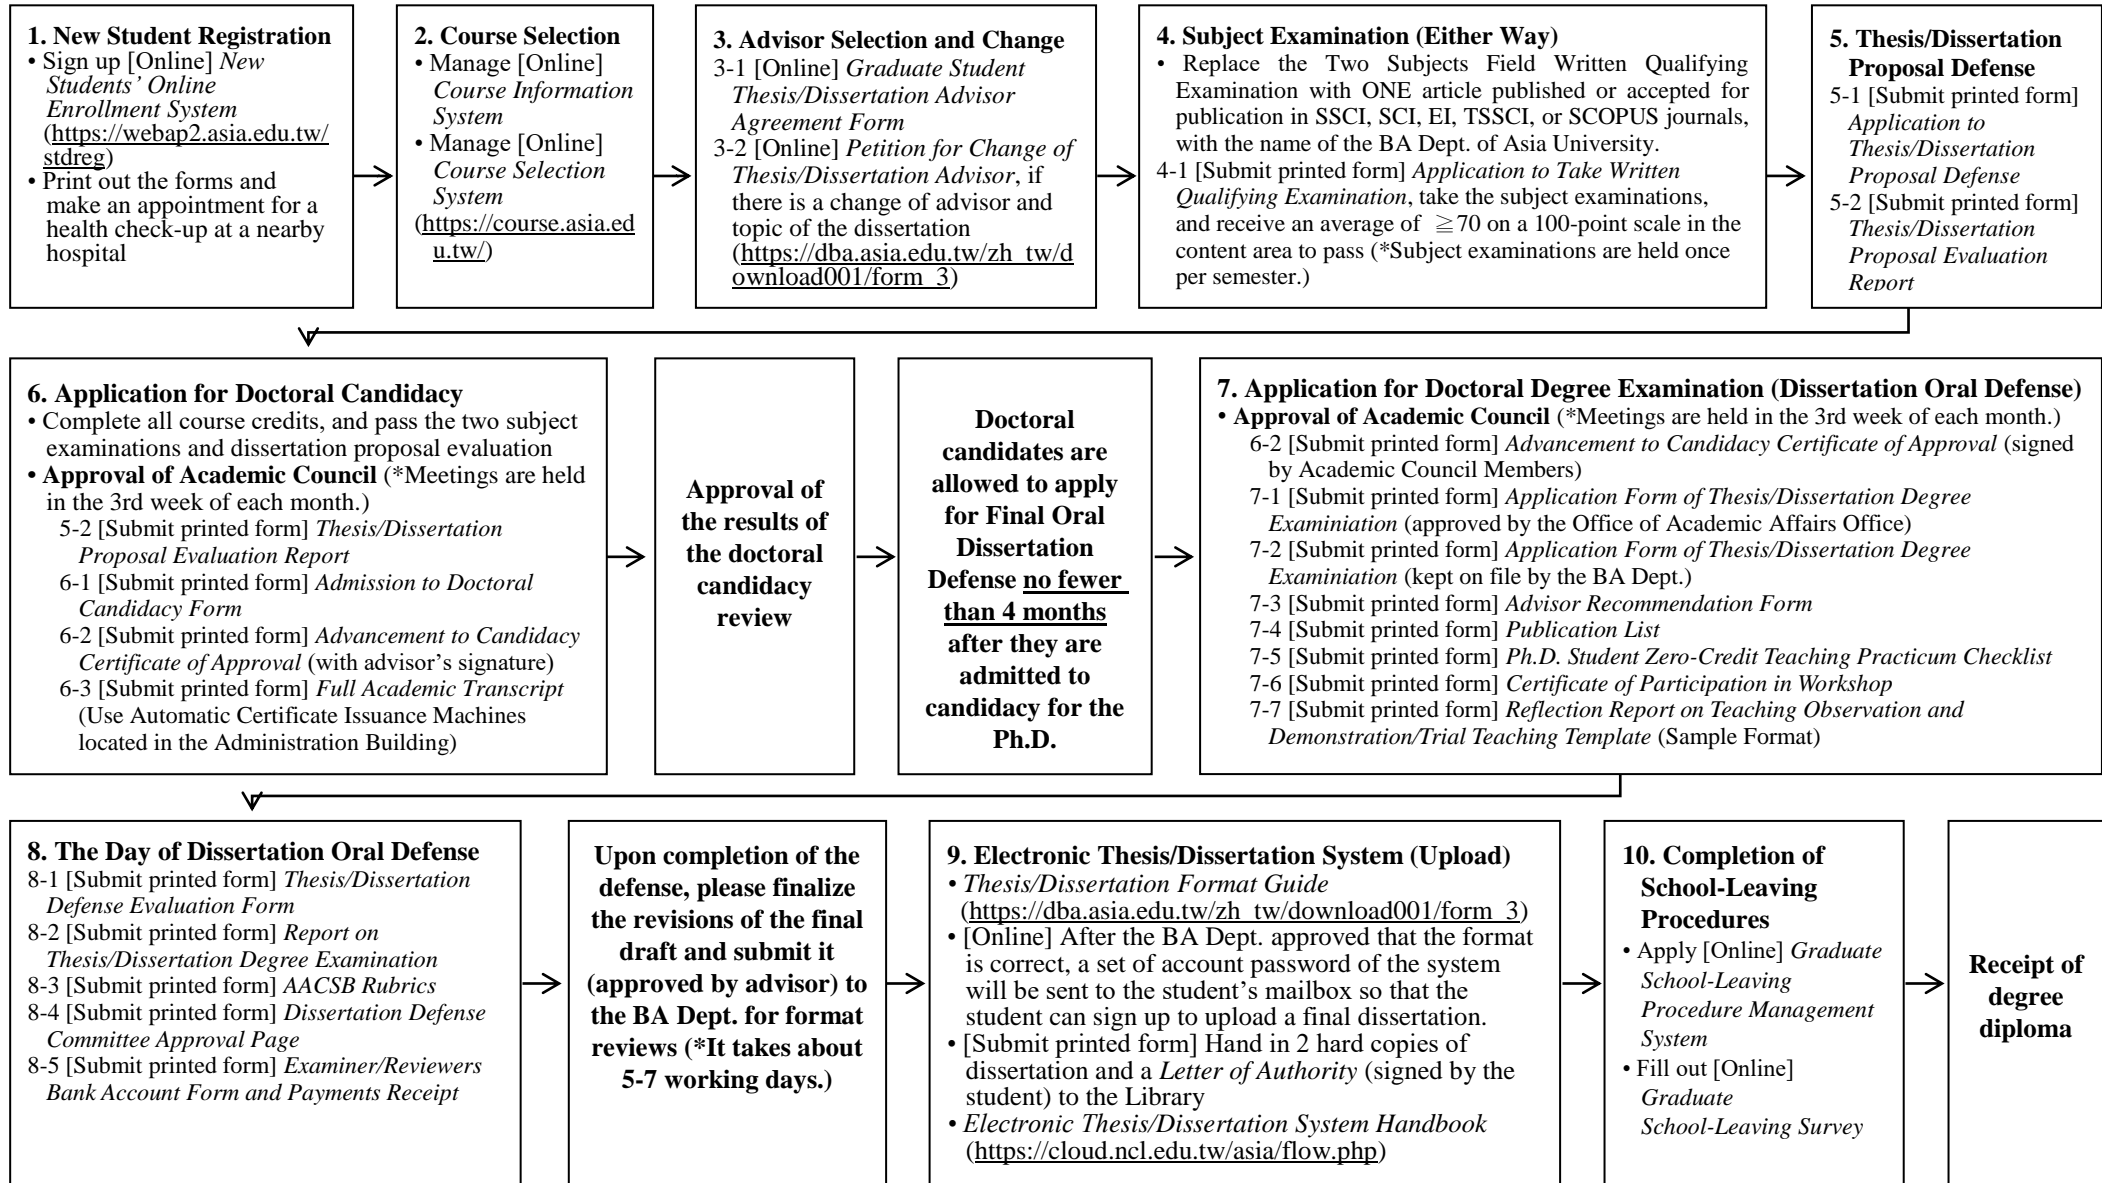 1. New Student Registration
• Sign up [Online] New
Students’ Online
Enrollment System
(https://webap2.asia.edu.tw/
stdreg)
• Print out the forms and
make an appointment for a
health check-up at a nearby
hospital
2. Course Selection
• Manage [Online]
Course Information
System
• Manage [Online]
Course Selection
System
(https://course.asia.ed
u.tw/)
3. Advisor Selection and Change
3-1 [Online] Graduate Student
Thesis/Dissertation Advisor
Agreement Form
3-2 [Online] Petition for Change of
Thesis/Dissertation Advisor, if
there is a change of advisor and
topic of the dissertation
(https://dba.asia.edu.tw/zh_tw/d
ownload001/form_3)
4. Subject Examination (Either Way)
• Replace the Two Subjects Field Written Qualifying
Examination with ONE article published or accepted for
publication in SSCI, SCI, EI, TSSCI, or SCOPUS journals,
with the name of the BA Dept. of Asia University.
4-1 [Submit printed form] Application to Take Written
Qualifying Examination, take the subject examinations,
and receive an average of ≧70 on a 100-point scale in the
content area to pass (*Subject examinations are held once
per semester.)
5. Thesis/Dissertation
Proposal Defense
5-1 [Submit printed form]
Application to
Thesis/Dissertation
Proposal Defense
5-2 [Submit printed form]
Thesis/Dissertation
Proposal Evaluation
Report
6. Application for Doctoral Candidacy
• Complete all course credits, and pass the two subject
examinations and dissertation proposal evaluation
• Approval of Academic Council (*Meetings are held
in the 3rd week of each month.)
5-2 [Submit printed form] Thesis/Dissertation
Proposal Evaluation Report
6-1 [Submit printed form] Admission to Doctoral
Candidacy Form
6-2 [Submit printed form] Advancement to Candidacy
Certificate of Approval (with advisor’s signature)
6-3 [Submit printed form] Full Academic Transcript
(Use Automatic Certificate Issuance Machines
located in the Administration Building)
Approval of
the results of
the doctoral
candidacy
review
Doctoral
candidates are
allowed to apply
for Final Oral
Dissertation
Defense no fewer
than 4 months
after they are
admitted to
candidacy for the
Ph.D.
7. Application for Doctoral Degree Examination (Dissertation Oral Defense)
• Approval of Academic Council (*Meetings are held in the 3rd week of each month.)
6-2 [Submit printed form] Advancement to Candidacy Certificate of Approval (signed
by Academic Council Members)
7-1 [Submit printed form] Application Form of Thesis/Dissertation Degree
Examiniation (approved by the Office of Academic Affairs Office)
7-2 [Submit printed form] Application Form of Thesis/Dissertation Degree
Examiniation (kept on file by the BA Dept.)
7-3 [Submit printed form] Advisor Recommendation Form
7-4 [Submit printed form] Publication List
7-5 [Submit printed form] Ph.D. Student Zero-Credit Teaching Practicum Checklist
7-6 [Submit printed form] Certificate of Participation in Workshop
7-7 [Submit printed form] Reflection Report on Teaching Observation and
Demonstration/Trial Teaching Template (Sample Format)
8. The Day of Dissertation Oral Defense
8-1 [Submit printed form] Thesis/Dissertation
Defense Evaluation Form
8-2 [Submit printed form] Report on
Thesis/Dissertation Degree Examination
8-3 [Submit printed form] AACSB Rubrics
8-4 [Submit printed form] Dissertation Defense
Committee Approval Page
8-5 [Submit printed form] Examiner/Reviewers
Bank Account Form and Payments Receipt
Upon completion of the
defense, please finalize
the revisions of the final
draft and submit it
(approved by advisor) to
the BA Dept. for format
reviews (*It takes about
5-7 working days.)
9. Electronic Thesis/Dissertation System (Upload)
• Thesis/Dissertation Format Guide
(https://dba.asia.edu.tw/zh_tw/download001/form_3)
• [Online] After the BA Dept. approved that the format
is correct, a set of account password of the system
will be sent to the student’s mailbox so that the
student can sign up to upload a final dissertation.
• [Submit printed form] Hand in 2 hard copies of
dissertation and a Letter of Authority (signed by the
student) to the Library
• Electronic Thesis/Dissertation System Handbook
(https://cloud.ncl.edu.tw/asia/flow.php)
10. Completion of
School-Leaving
Procedures
• Apply [Online] Graduate
School-Leaving
Procedure Management
System
• Fill out [Online]
Graduate
School-Leaving Survey
Receipt of
degree
diploma